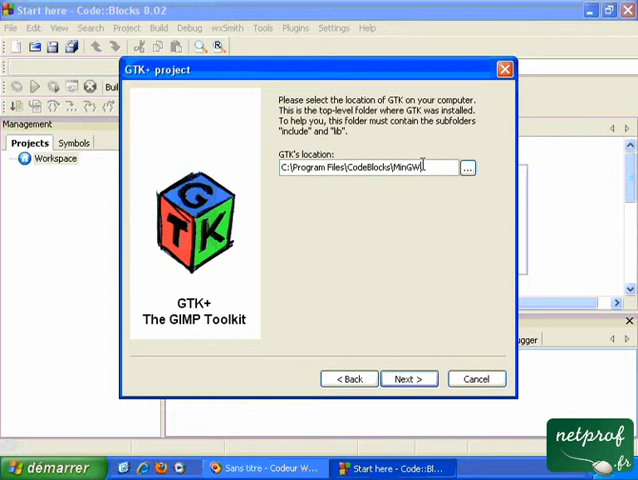 Start here - Code::Blocks 8.02
File Edit View Search Project Build Debug wxSmith Tools Plugins Settings Help
Bui
Management
Projects Symbols
Workspace
GTK+ project
Please select the location of GTK on your computer.
This is the top-level folder where GTK was installed.
To help you, this folder must contain the subfolders
"include" and "lib".
GTK's location:
C:\Program Files\CodeBlocks\MinGW
...
G
T
K
GTK+
The GIMP Toolkit
< Back
Next >
Cancel
ugger
netprof
.fr
démarrer
Sans titre - Codeur W...
Start here - Code::Bl...